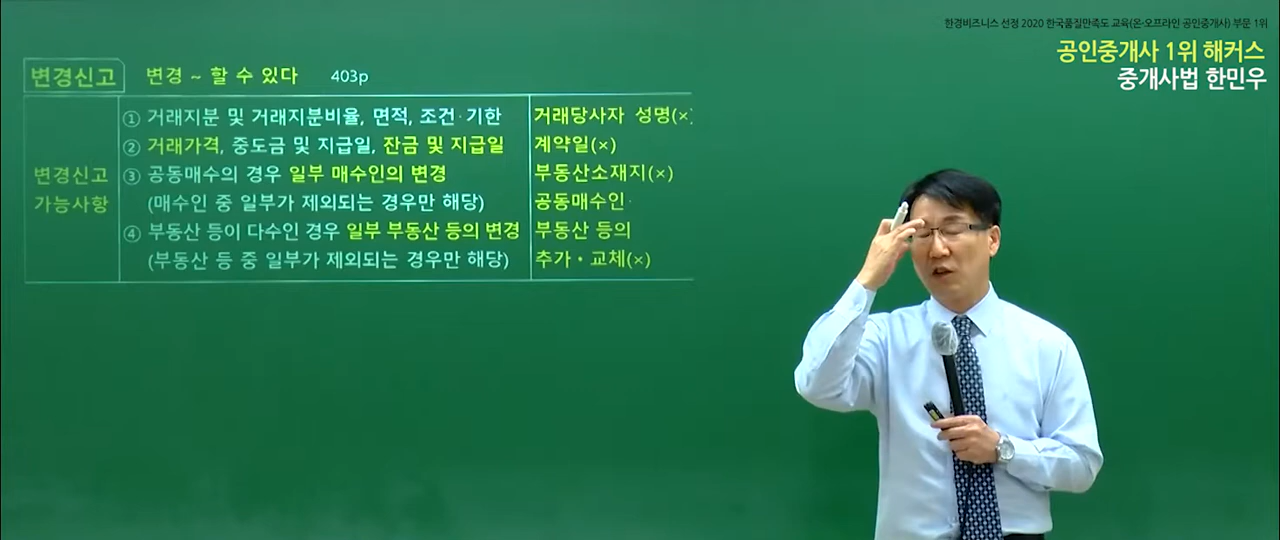 한경비즈니스 선정 2020 한국품질만족도 교육(온·오프라인 공인중개사) 부문 1위
공인중개사 1위 해커스
중개사법 한민우
변경신고 변경 ~ 할 수 있다 403p
변경신고
가능사항
① 거래지분 및 거래지분비율, 면적, 조건·기한
② 거래가격, 중도금 및 지급일, 잔금 및 지급일
③ 공동매수의 경우 일부 매수인의 변경
(매수인 중 일부가 제외되는 경우만 해당)
④ 부동산 등이 다수인 경우 일부 부동산 등의 변경
(부동산 등 중 일부가 제외되는 경우만 해당)
거래당사자 성명(×)
계약일(×)
부동산소재지(×)
공동매수인·
부동산 등의
추가·교체(×)